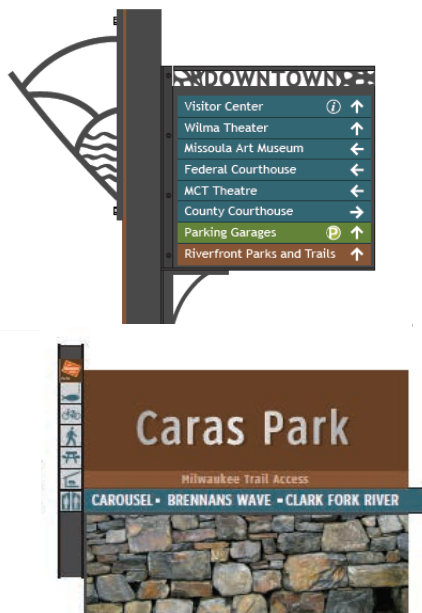 DOWNTOWN
Visitor Center i
Wilma Theater
Missoula Art Museum
Federal Courthouse
MCT Theatre
County Courthouse
Parking Garages P
Riverfront Parks and Trails
Caras Park
Milwaukee Trail Access
CAROUSEL▪ BRENNANS WAVE ▪CLARK FORK RIVER